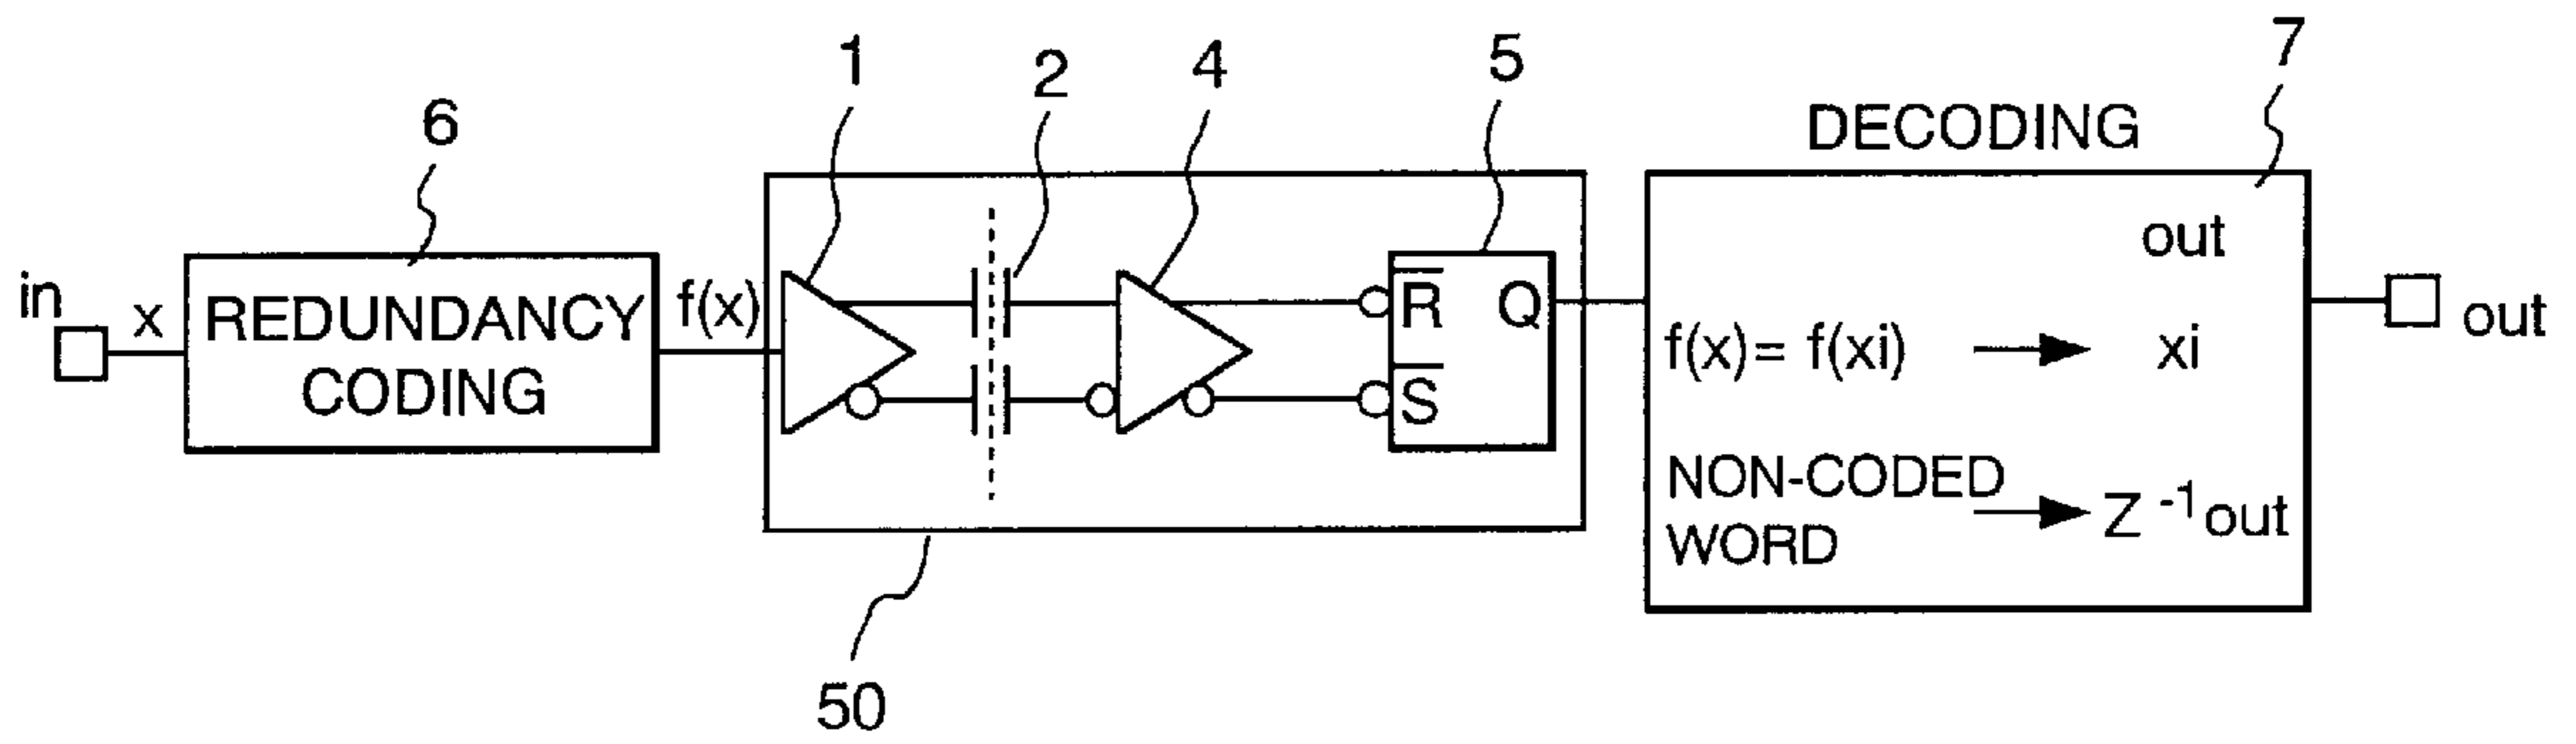 1
2
4
5
7
6
DECODING
in
x
REDUNDANCY
CODING
f(x)
R̅
S̅
Q
out
f(x)= f(xi)
xi
NON-CODED
WORD
Z⁻¹out
out
50